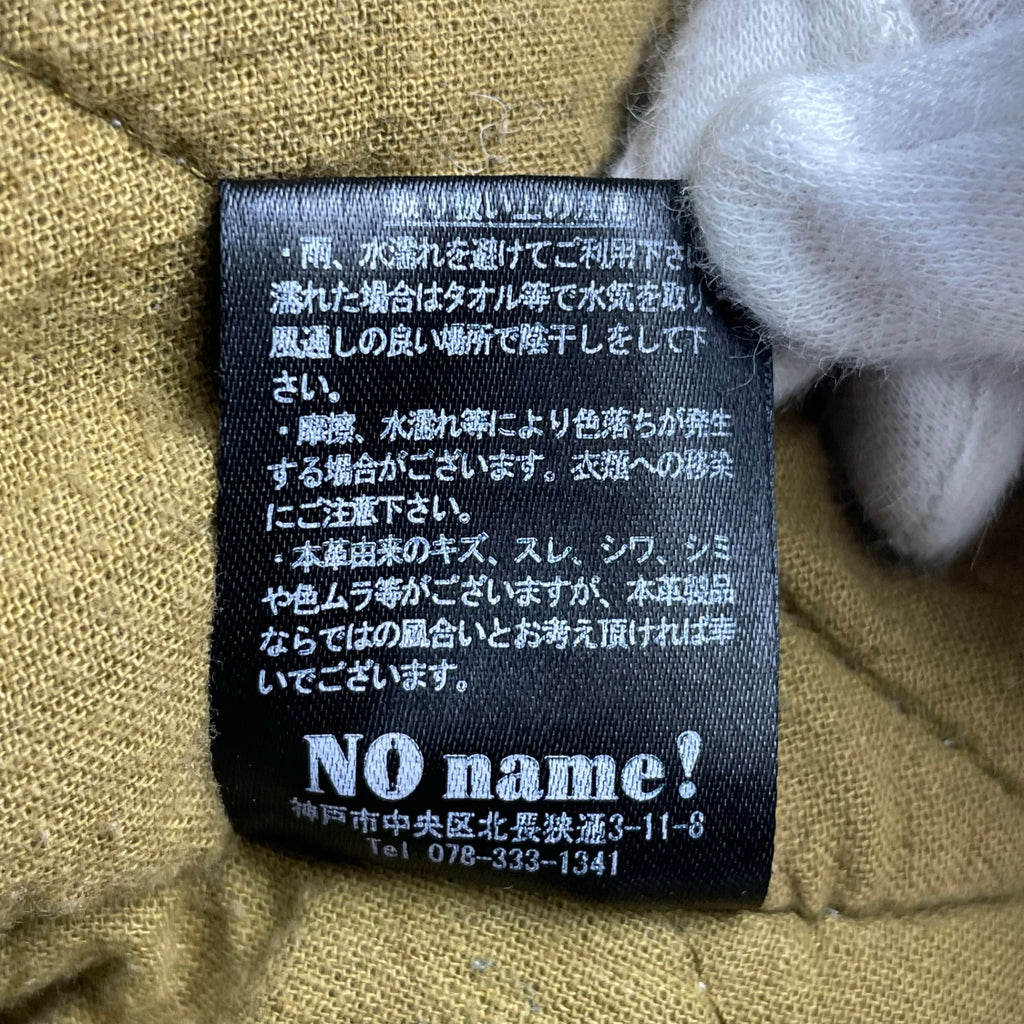 取り扱い上の注意
・雨、水濡れを避けてご利用下さ
濡れた場合はタオル等で水気を取り
風通しの良い場所で陰干しをして下
さい。
・摩擦、水濡れ等により色落ちが発生
する場合がございます。衣類への移染
にご注意下さい。
・本革由来のキズ、スレ、シワ、シミ
や色ムラ等がございますが、本革製品
ならではの風合いとお考え頂ければ幸
いでございます。
NO name!
神戸市中央区北長狭通3-11-8
Tel 078-333-1341